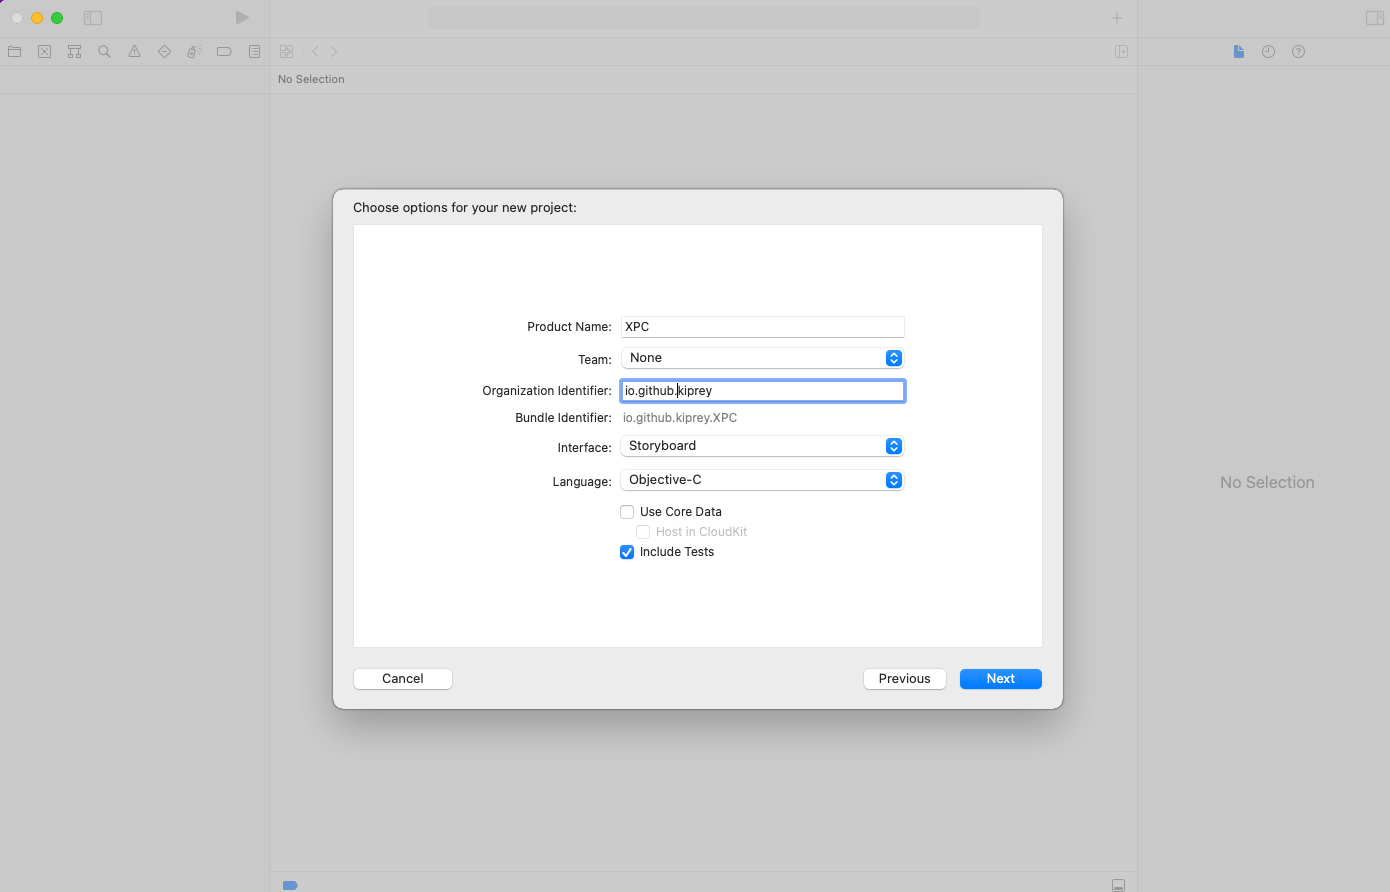 No Selection
Choose options for your new project:
Product Name: XPC
Team: None
Organization Identifier: io.github.kiprey
Bundle Identifier: io.github.kiprey.XPC
Interface: Storyboard
Language: Objective-C
Use Core Data
Host in CloudKit
Include Tests
No Selection
Cancel Previous Next